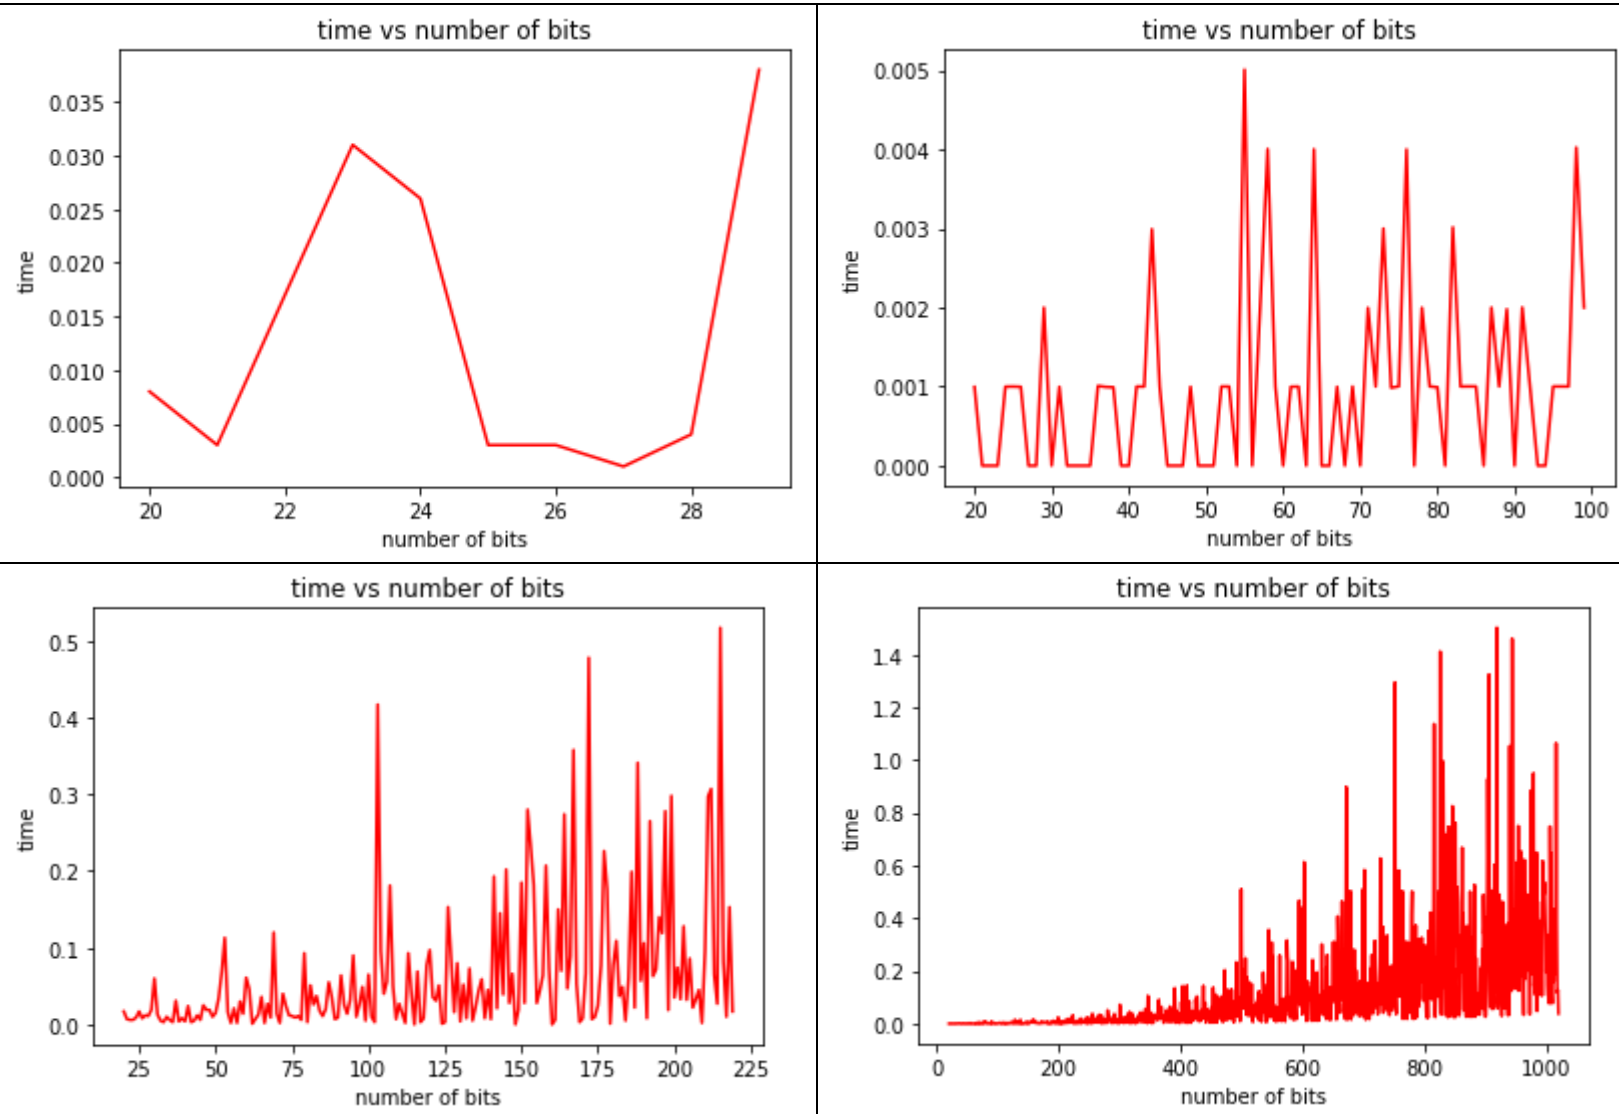 time vs number of bits
time
0.035
0.030
0.025
0.020
0.015
0.010
0.005
0.000
20 22 24 26 28
number of bits
time vs number of bits
time
0.005
0.004
0.003
0.002
0.001
0.000
20 30 40 50 60 70 80 90 100
number of bits
time vs number of bits
time
0.5
0.4
0.3
0.2
0.1
0.0
25 50 75 100 125 150 175 200 225
number of bits
time vs number of bits
time
1.4
1.2
1.0
0.8
0.6
0.4
0.2
0.0
0 200 400 600 800 1000
number of bits